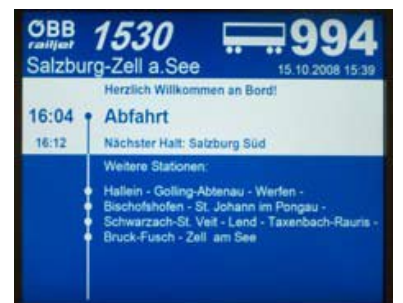 ÖBB 1530 994
railjet
Salzburg-Zell a.See 15.10.2008 15:39
Herzlich Willkommen an Bord!
16:04 Abfahrt
16:12 Nächster Halt: Salzburg Süd
Weitere Stationen:
Hallein - Golling-Abtenau - Werfen -
Bischofshofen - St. Johann im Pongau -
Schwarzach-St. Veit - Lend - Taxenbach-Rauris -
Bruck-Fusch - Zell am See